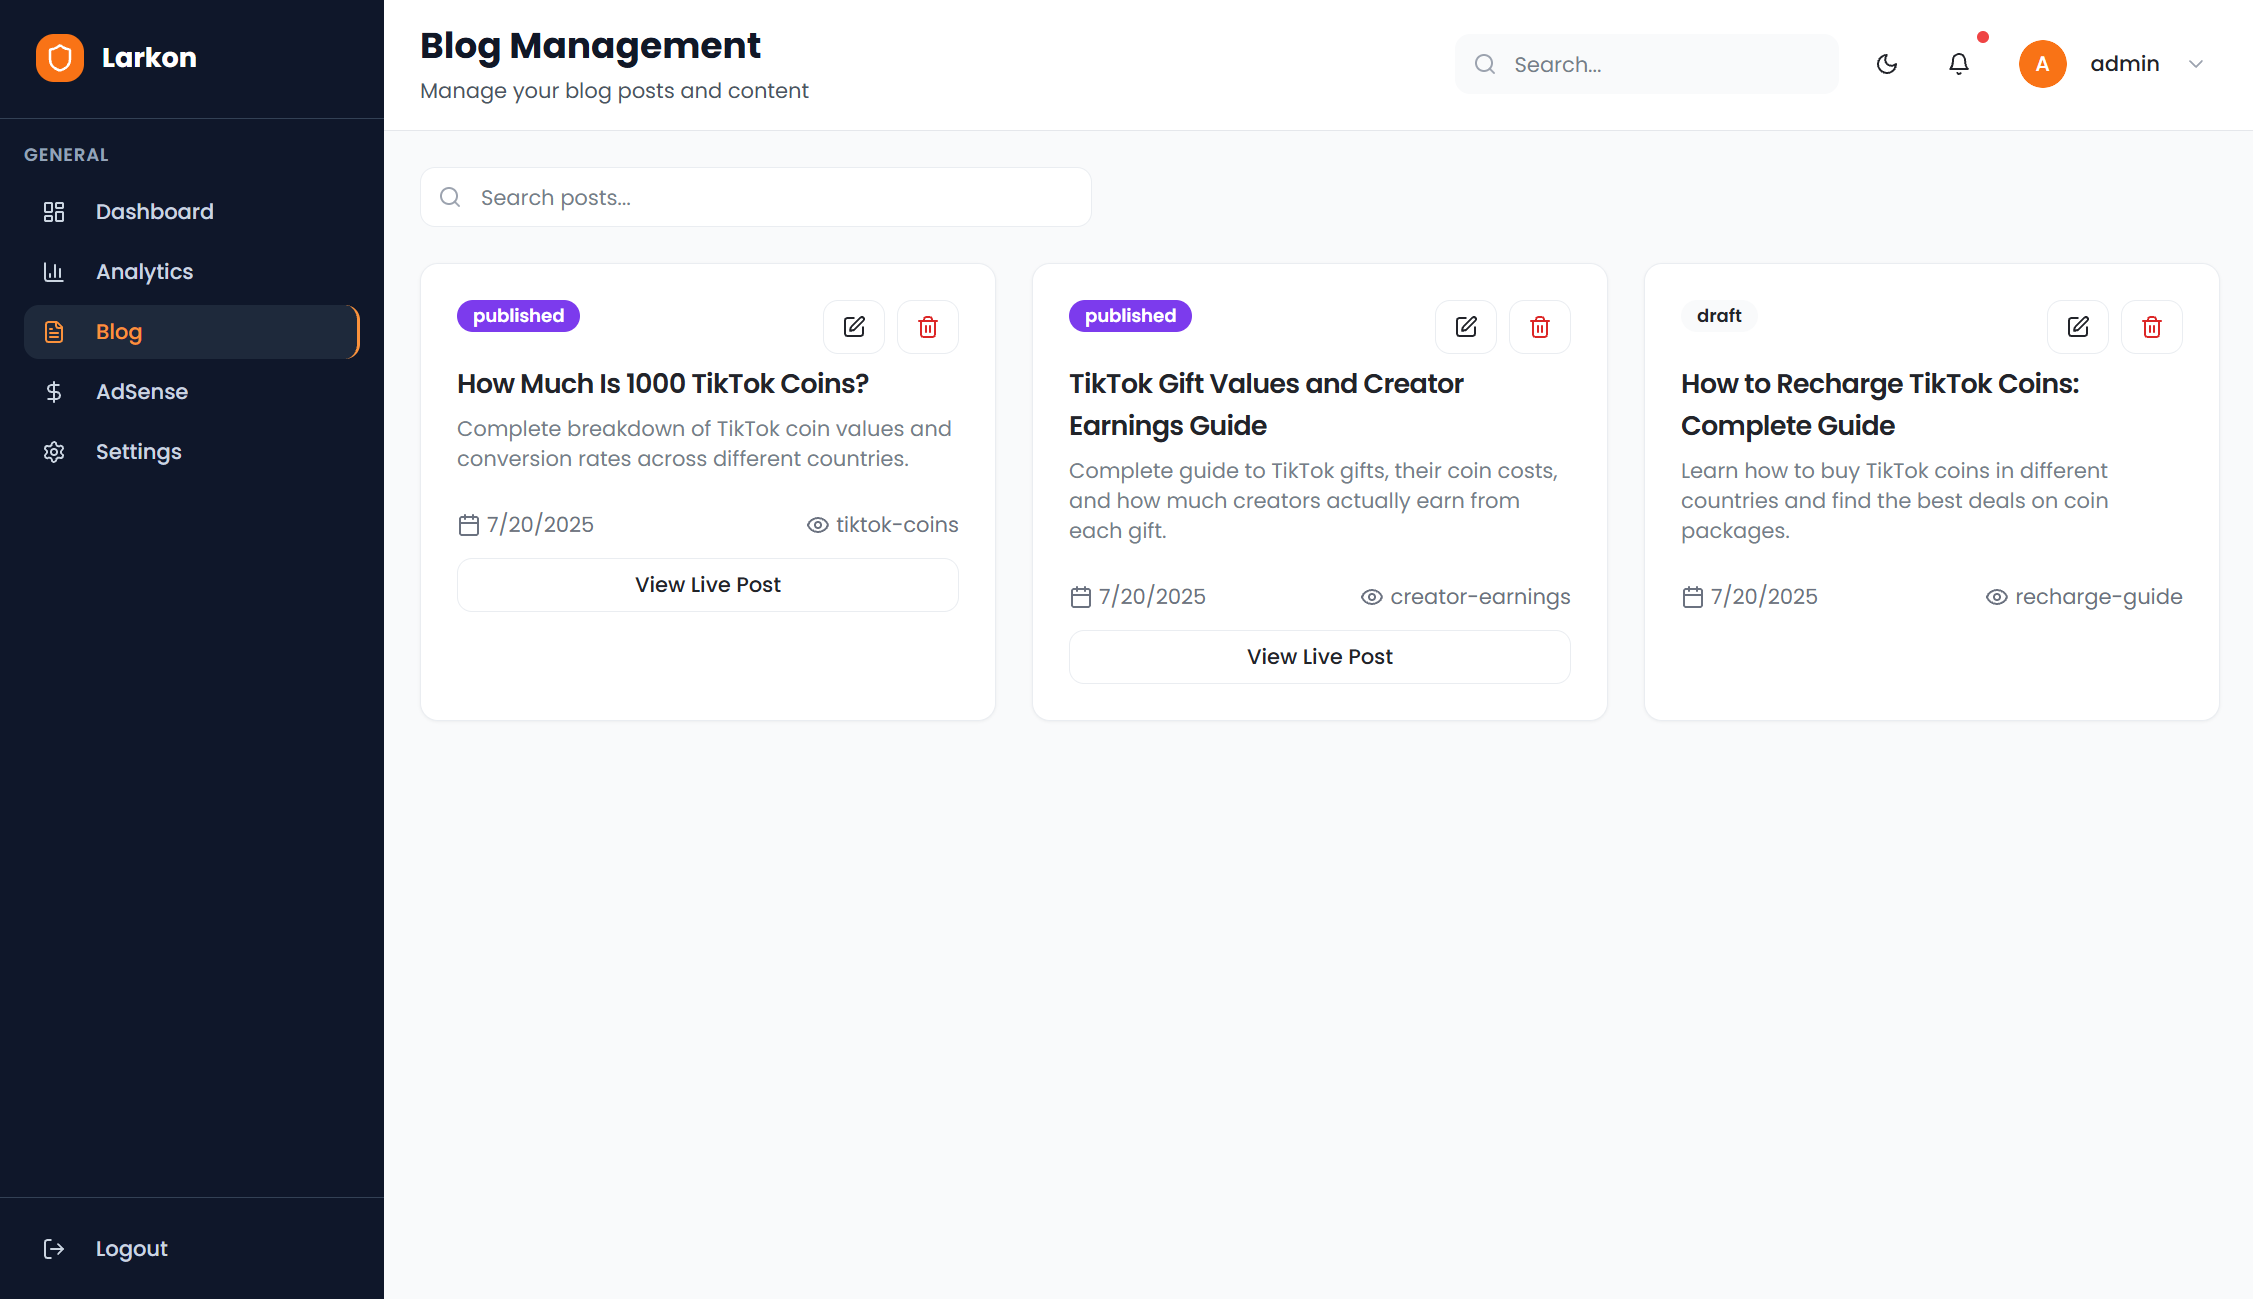 Larkon
GENERAL
Dashboard
Analytics
Blog
AdSense
Settings
Logout
Blog Management
Manage your blog posts and content
Search...
A
admin
Search posts...
published
How Much Is 1000 TikTok Coins?
Complete breakdown of TikTok coin values and
conversion rates across different countries.
7/20/2025
tiktok-coins
View Live Post
published
TikTok Gift Values and Creator
Earnings Guide
Complete guide to TikTok gifts, their coin costs,
and how much creators actually earn from
each gift.
7/20/2025
creator-earnings
View Live Post
draft
How to Recharge TikTok Coins:
Complete Guide
Learn how to buy TikTok coins in different
countries and find the best deals on coin
packages.
7/20/2025
recharge-guide